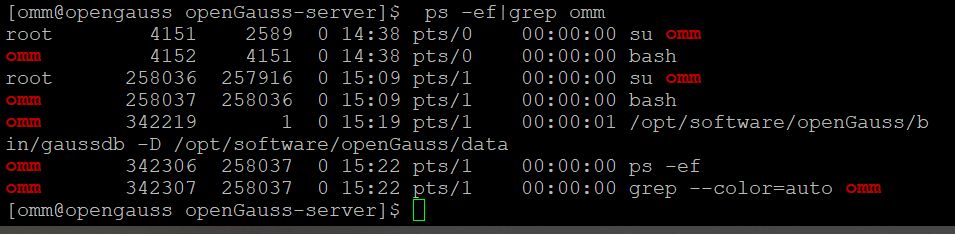 [omm@opengauss openGauss-server]$  ps -ef|grep omm
root        4151    2589  0 14:38 pts/0    00:00:00 su omm
omm         4152    4151  0 14:38 pts/0    00:00:00 bash
root      258036  257916  0 15:09 pts/1    00:00:00 su omm
omm       258037  258036  0 15:09 pts/1    00:00:00 bash
omm       342219       1  0 15:19 pts/1    00:00:01 /opt/software/openGauss/b
in/gaussdb -D /opt/software/openGauss/data
omm       342306  258037  0 15:22 pts/1    00:00:00 ps -ef
omm       342307  258037  0 15:22 pts/1    00:00:00 grep --color=auto omm
[omm@opengauss openGauss-server]$